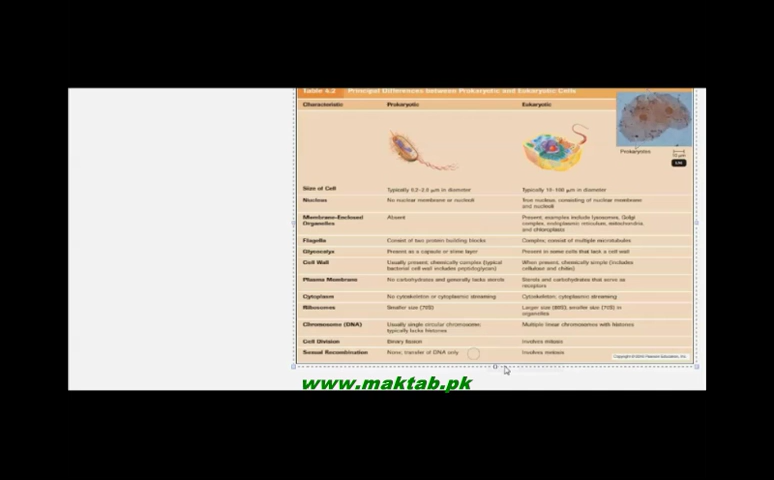 Table 4.2 Principal Differences between Prokaryotic and Eukaryotic Cells
Characteristic Prokaryotic Eukaryotic
Prokaryotes
10 µm
LM
Size of Cell Typically 0.2–2.0 µm in diameter Typically 10–100 µm in diameter
Nucleus No nuclear membrane or nucleoli True nucleus, consisting of nuclear membrane
and nucleoli
Membrane-Enclosed Absent Present; examples include lysosomes, Golgi
Organelles complex, endoplasmic reticulum, mitochondria,
and chloroplasts
Flagella Consist of two protein building blocks Complex; consist of multiple microtubules
Glycocalyx Present as a capsule or slime layer Present in some cells that lack a cell wall
Cell Wall Usually present; chemically complex (typical When present, chemically simple (includes
bacterial cell wall includes peptidoglycan) cellulose and chitin)
Plasma Membrane No carbohydrates and generally lacks sterols Sterols and carbohydrates that serve as
receptors
Cytoplasm No cytoskeleton or cytoplasmic streaming Cytoskeleton; cytoplasmic streaming
Ribosomes Smaller size (70S) Larger size (80S); smaller size (70S) in
organelles
Chromosome (DNA) Usually single circular chromosome; Multiple linear chromosomes with histones
typically lacks histones
Cell Division Binary fission Involves mitosis
Sexual Recombination None; transfer of DNA only Involves meiosis
Copyright © 2010 Pearson Education, Inc.
www.maktab.pk